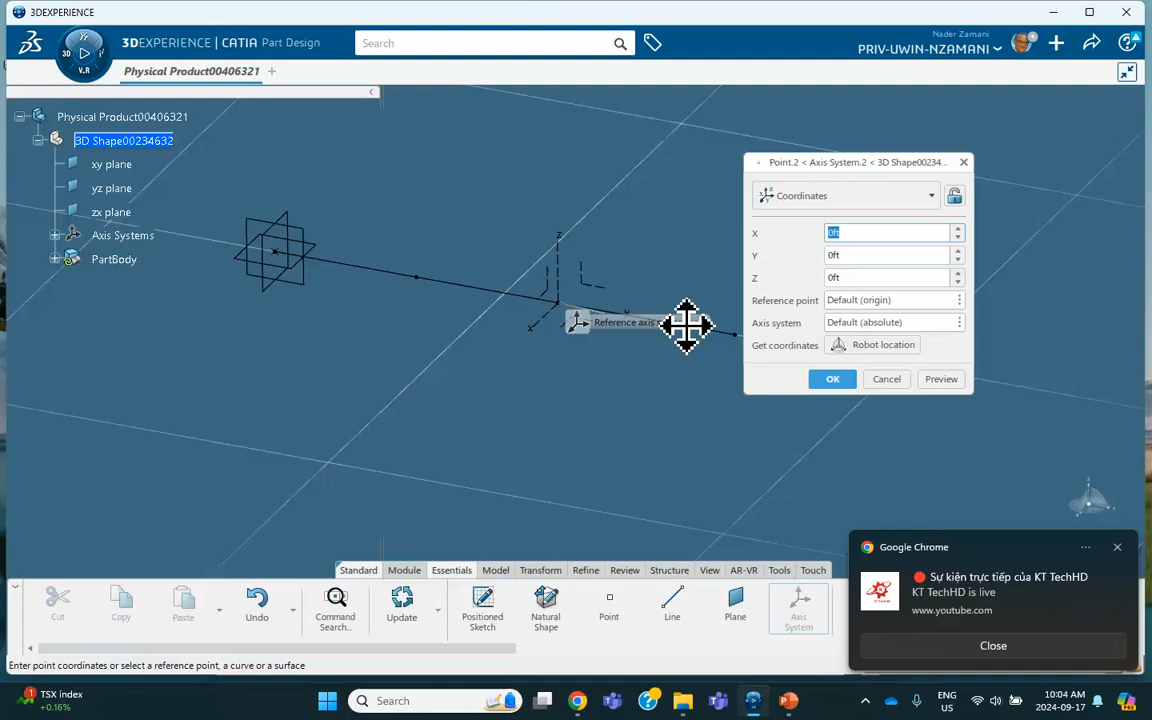 3DEXPERIENCE
3DEXPERIENCE | CATIA Part Design
3D
V.R
Search
Nader Zamani
PRIV-UWIN-NZAMANI
Physical Product00406321
Physical Product00406321
3D Shape00234632
xy plane
yz plane
zx plane
Axis Systems
PartBody
z
x
y
Reference axis
Point.2 < Axis System.2 < 3D Shape00234...
Coordinates
X 0ft
Y 0ft
Z 0ft
Reference point Default (origin)
Axis system Default (absolute)
Get coordinates Robot location
OK Cancel Preview
Google Chrome
Sự kiện trực tiếp của KT TechHD
KT TechHD is live
www.youtube.com
Close
Standard Module Essentials Model Transform Refine Review Structure View AR-VR Tools Touch
Cut Copy Paste Undo Command Search... Update Positioned Sketch Natural Shape Point Line Plane Axis System
Enter point coordinates or select a reference point, a curve or a surface
1
TSX index
+0.16%
Search
ENG
US
10:04 AM
2024-09-17